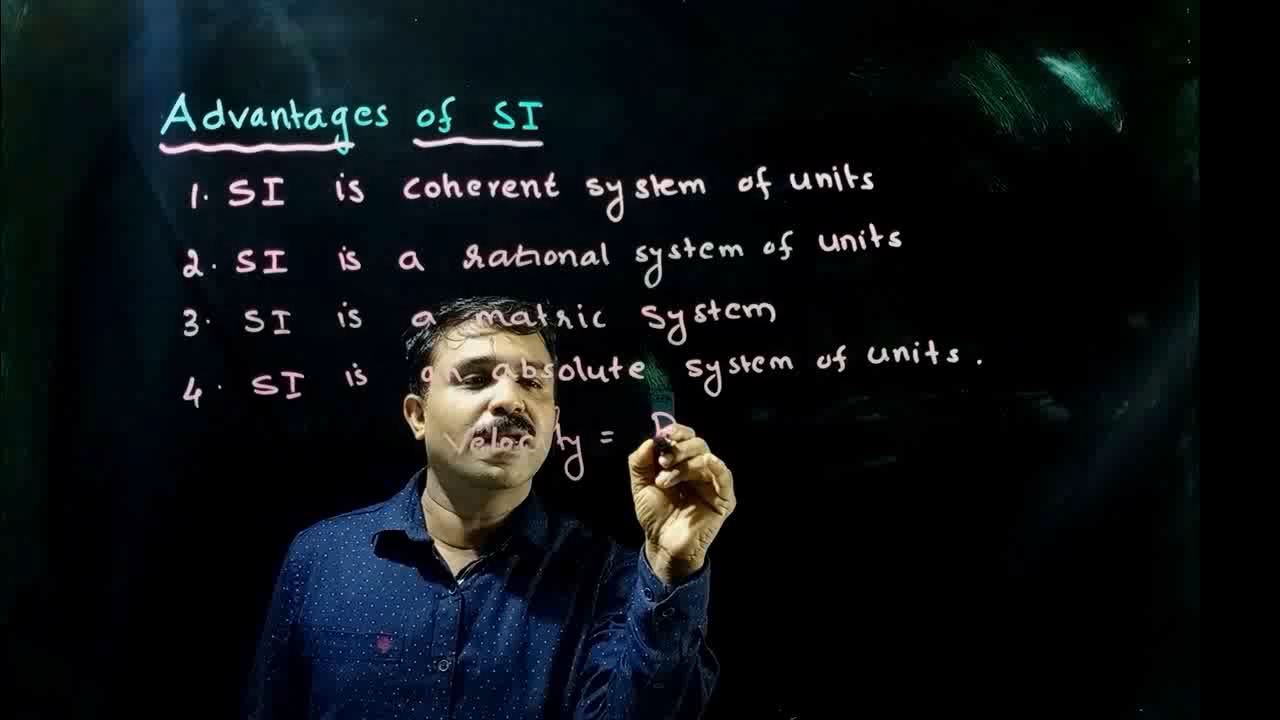 Advantages of SI
1. SI is coherent system of units
2. SI is a rational system of units
3. SI is a matric system
4. SI is an absolute system of units.
Velocity = D